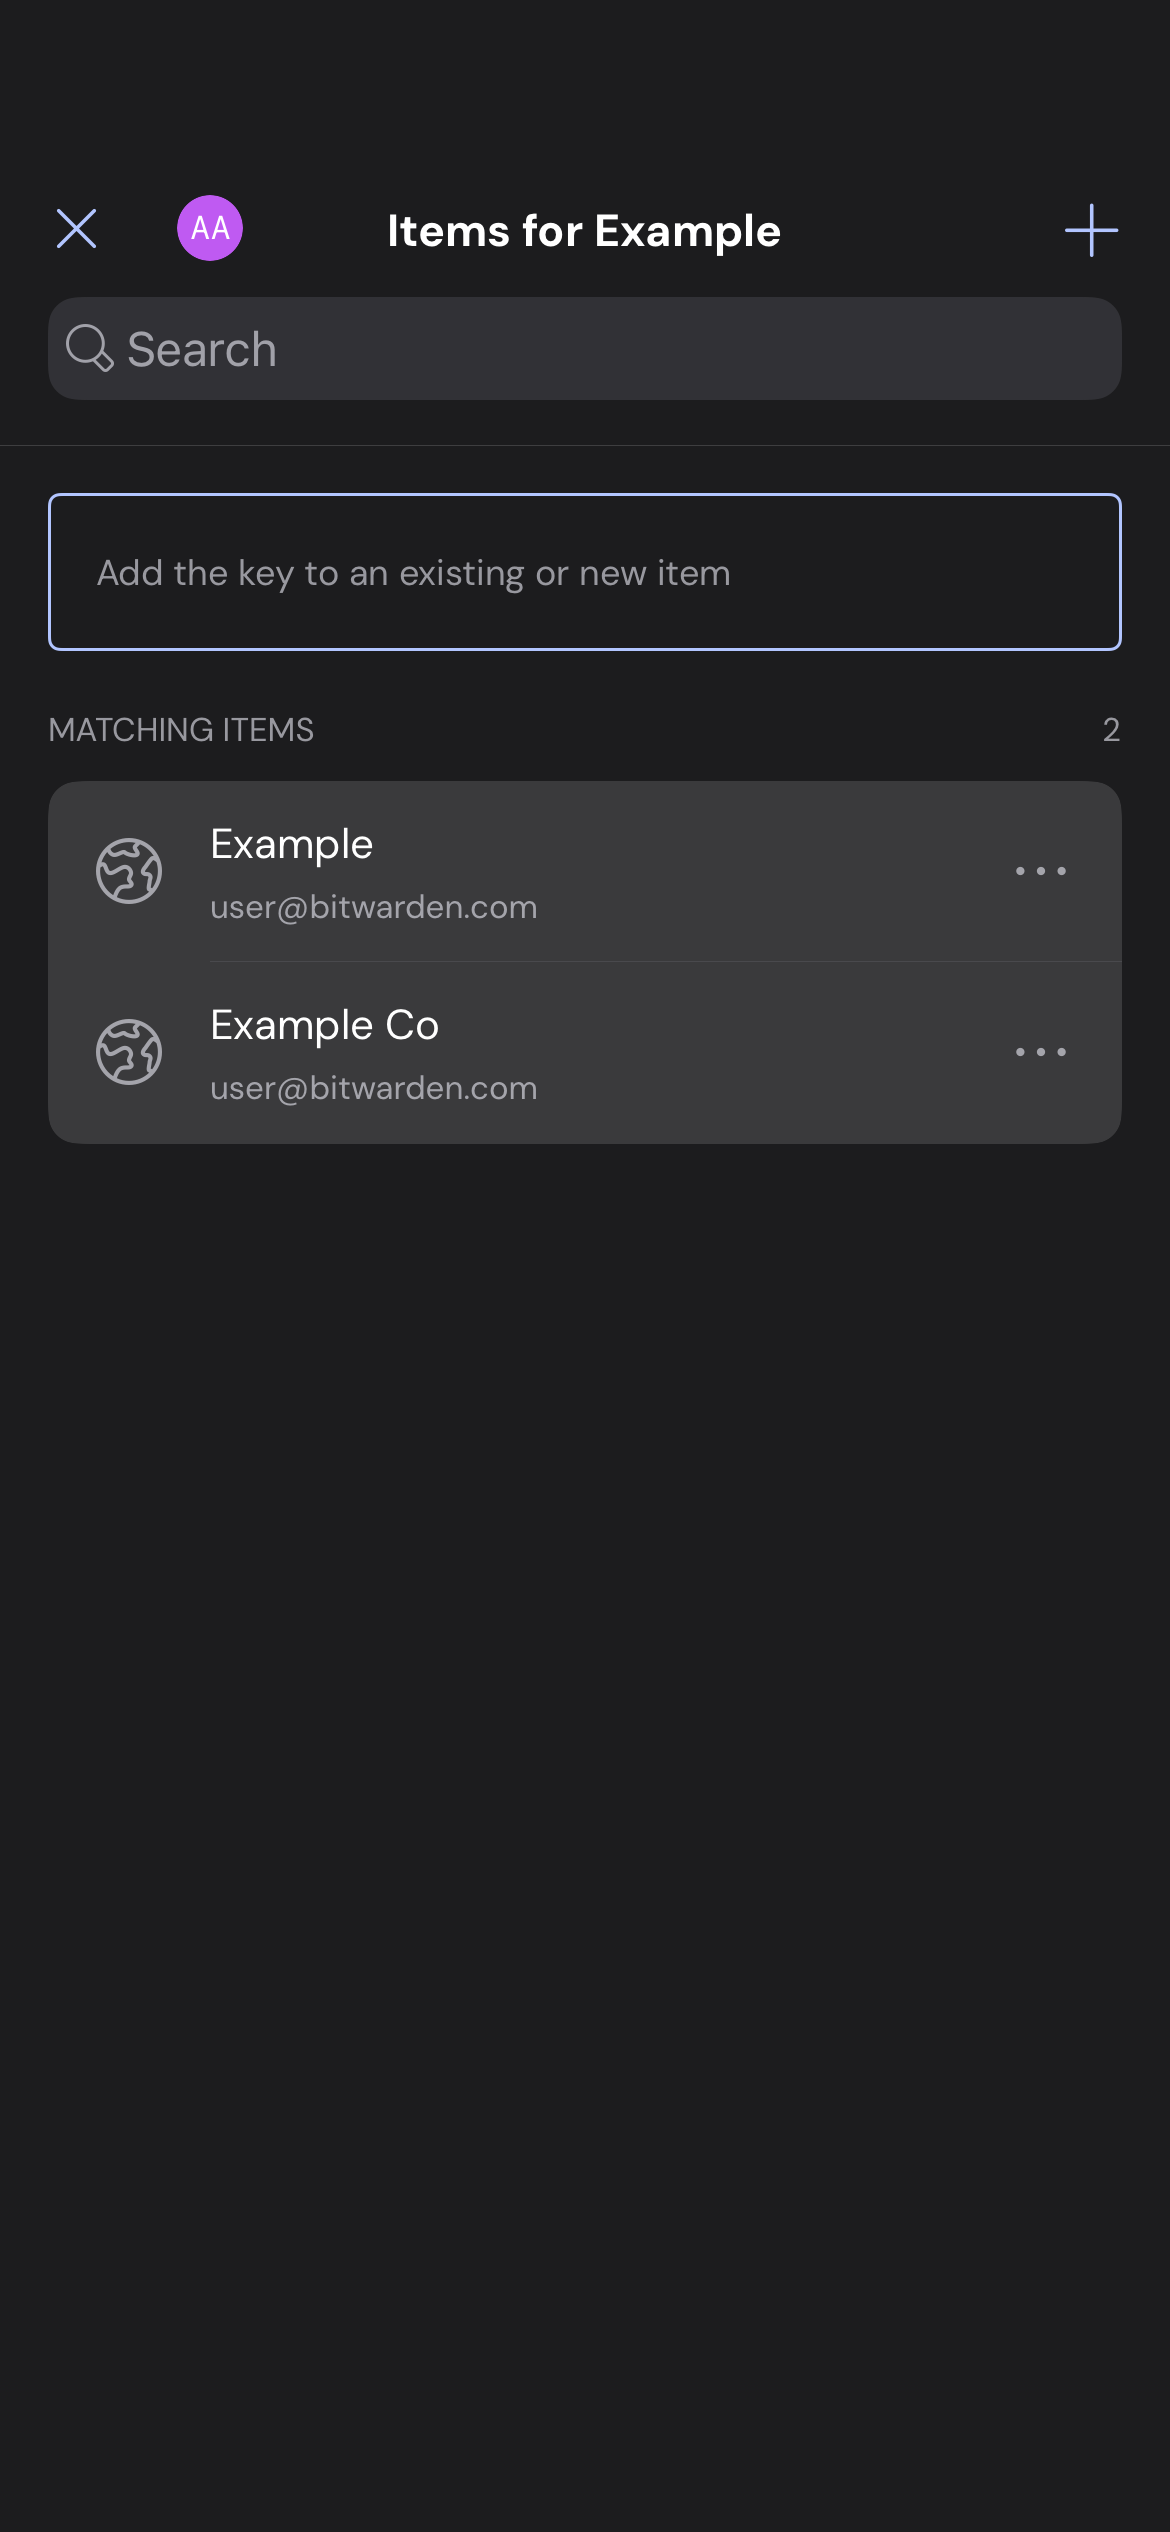 AA
Items for Example
Search
Add the key to an existing or new item
MATCHING ITEMS 2
Example
user@bitwarden.com
Example Co
user@bitwarden.com